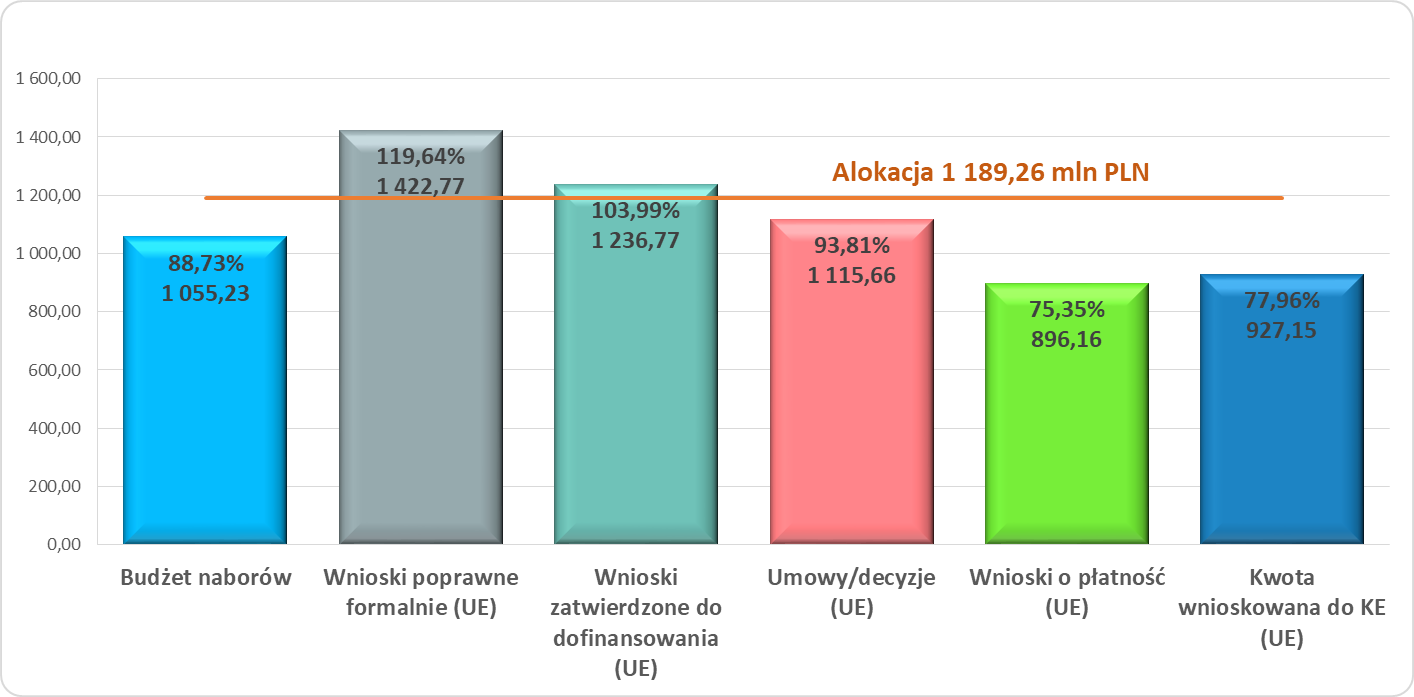 1 600,00
1 400,00
1 200,00
1 000,00
800,00
600,00
400,00
200,00
0,00
Alokacja 1 189,26 mln PLN
88,73%
1 055,23
119,64%
1 422,77
103,99%
1 236,77
93,81%
1 115,66
75,35%
896,16
77,96%
927,15
Budżet naborów
Wnioski poprawne
formalnie (UE)
Wnioski
zatwierdzone do
dofinansowania
(UE)
Umowy/decyzje
(UE)
Wnioski o płatność
(UE)
Kwota
wnioskowana do KE
(UE)